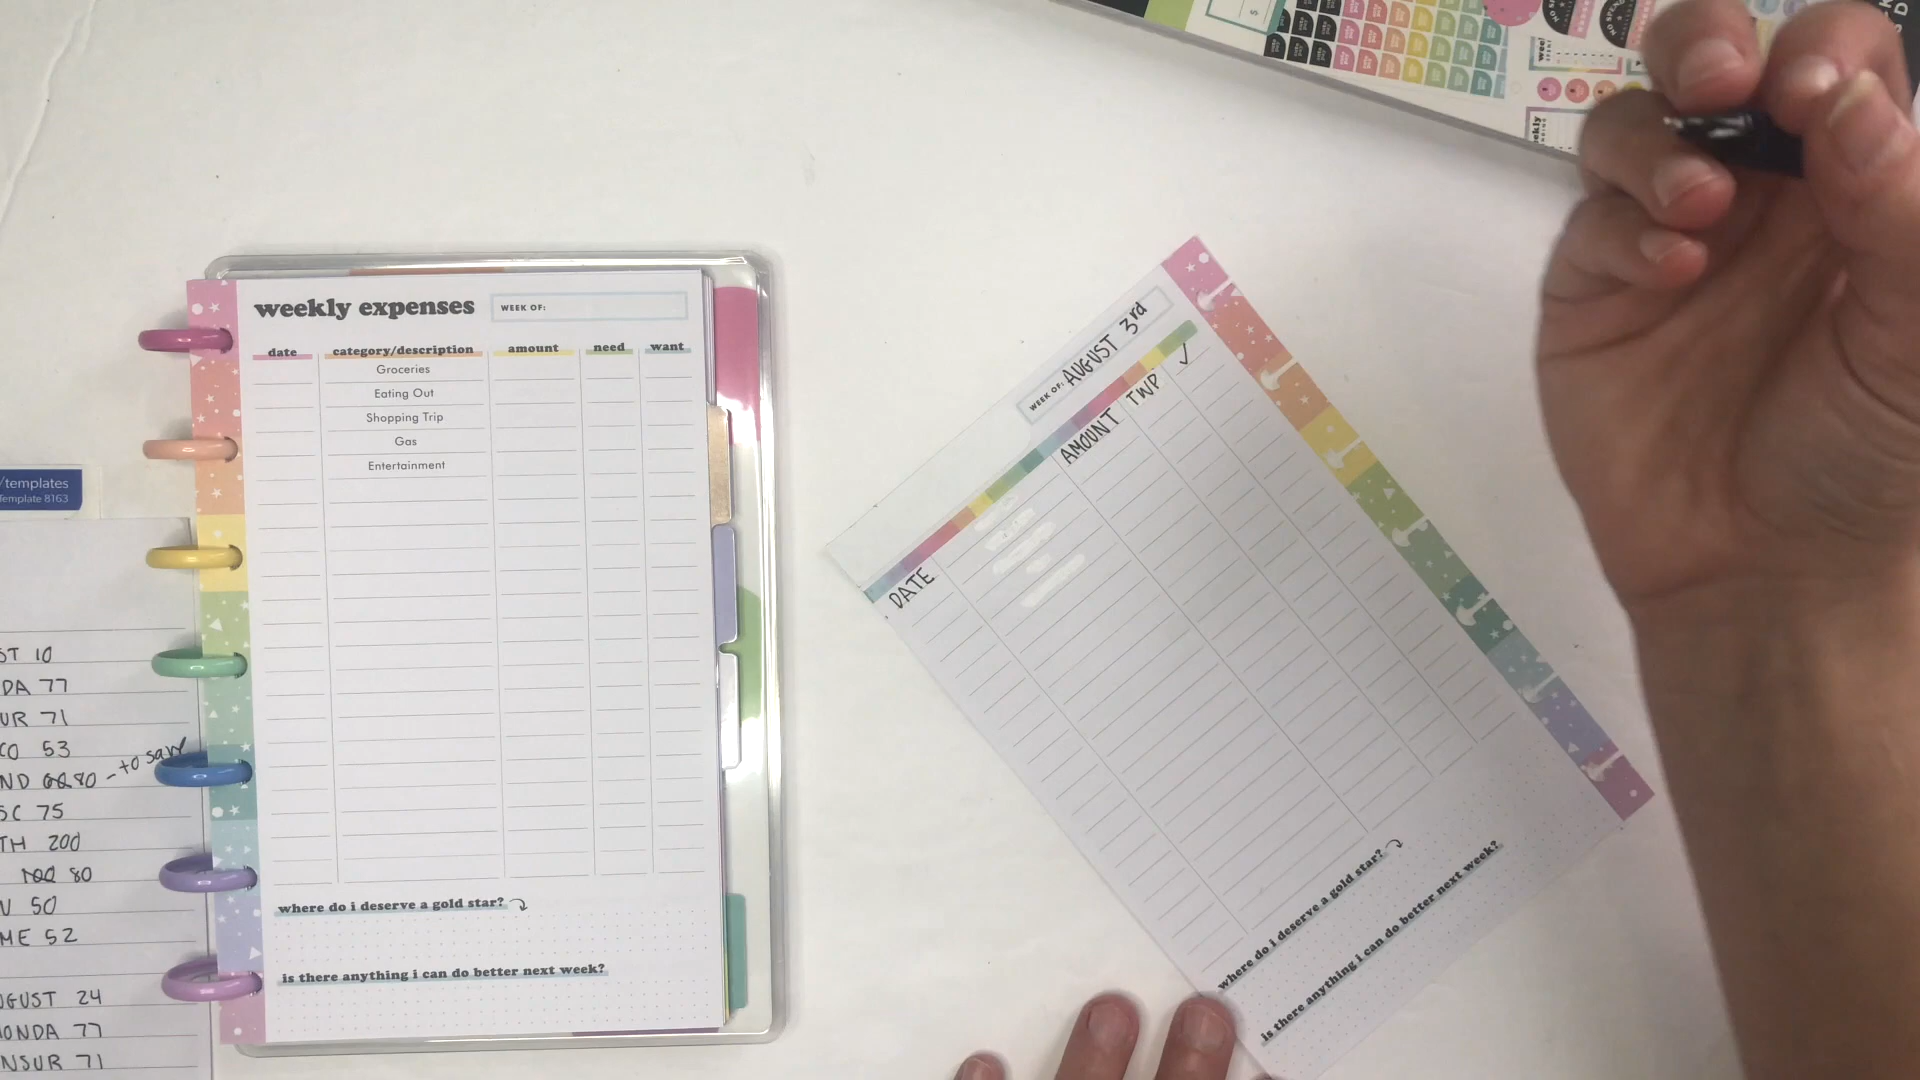 /templates
Template 8163
ST 10
DA 77
UR 71
CO 53
ND 80 - to save
SC 75
TH 200
80
50
ME 52
UGUST 24
ONDA 77
NSUR 71
weekly expenses
WEEK OF:
date category/description amount need want
Groceries
Eating Out
Shopping Trip
Gas
Entertainment
where do i deserve a gold star?
is there anything i can do better next week?
WEEK OF: AUGUST 3rd
DATE AMOUNT TWP ✓
where do i deserve a gold star?
is there anything i can do better next week?